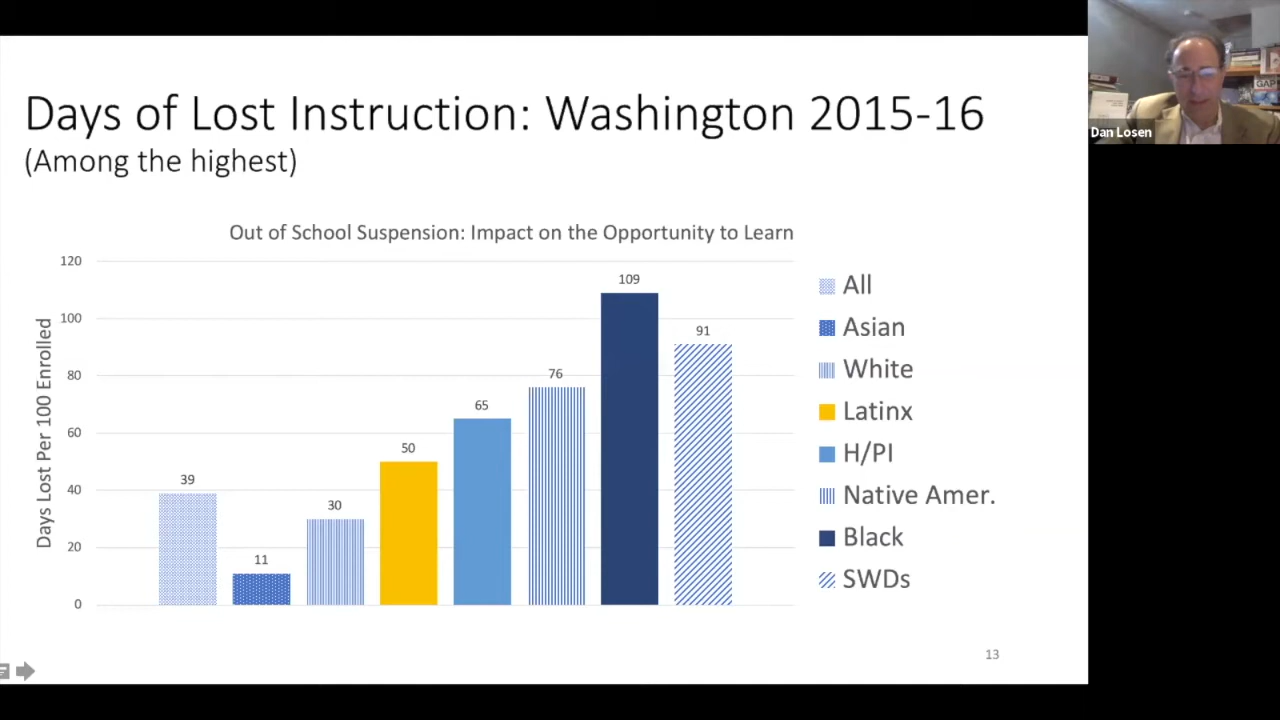 Days of Lost Instruction: Washington 2015-16
(Among the highest)
Out of School Suspension: Impact on the Opportunity to Learn
Days Lost Per 100 Enrolled
120
100
80
60
40
20
0
39
11
30
50
65
76
109
91
All
Asian
White
Latinx
H/PI
Native Amer.
Black
SWDs
13
Dan Losen
GAP